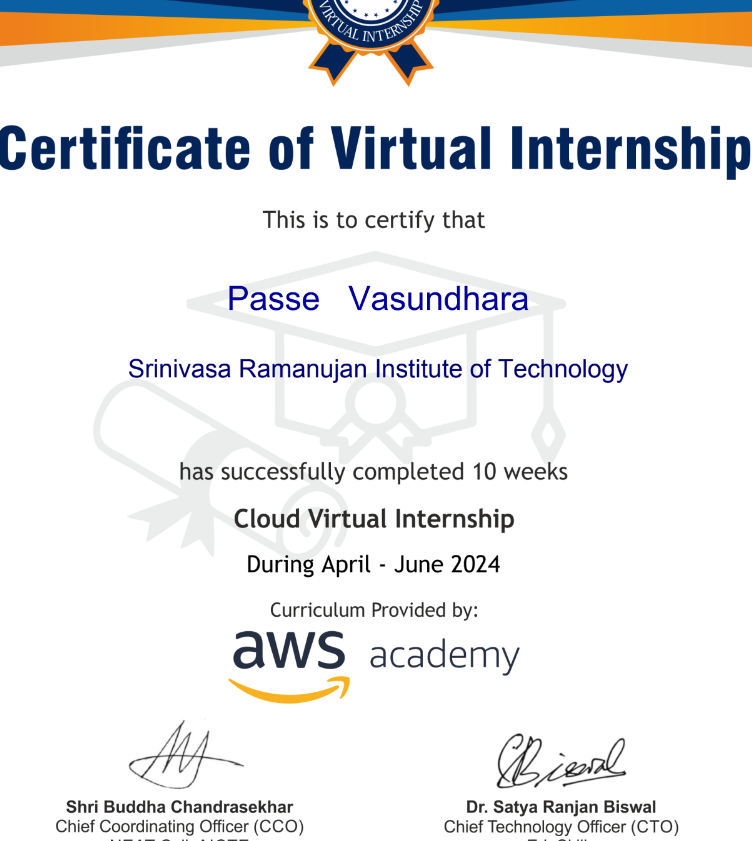 VIRTUAL INTERNSHIP
Certificate of Virtual Internship
This is to certify that
Passe Vasundhara
Srinivasa Ramanujan Institute of Technology
has successfully completed 10 weeks
Cloud Virtual Internship
During April - June 2024
Curriculum Provided by:
aws academy
Shri Buddha Chandrasekhar Dr. Satya Ranjan Biswal
Chief Coordinating Officer (CCO) Chief Technology Officer (CTO)